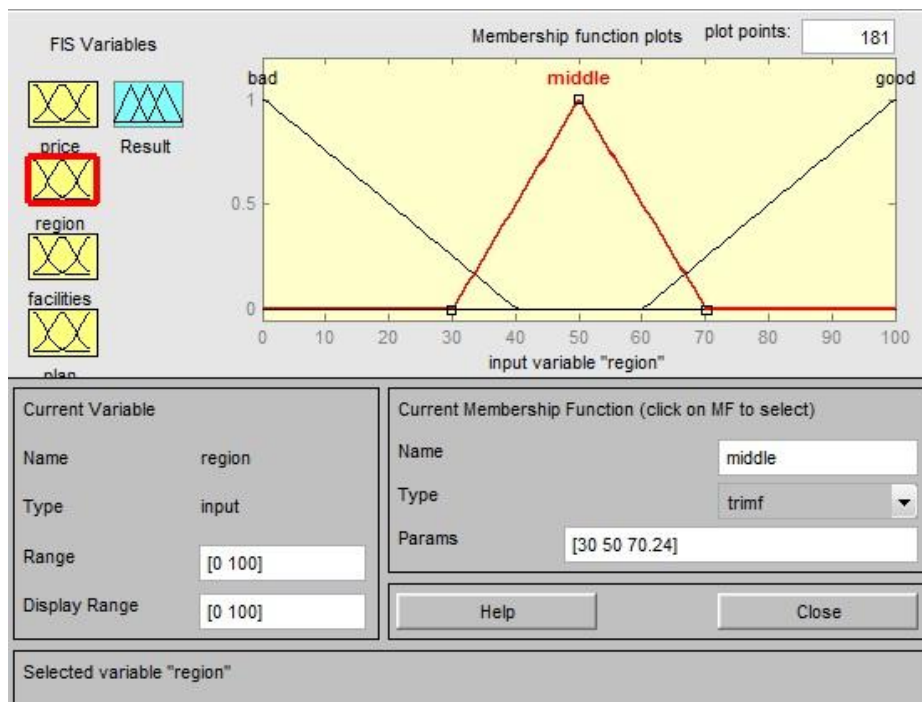 FIS Variables
Membership function plots
plot points:
181
price
Result
region
facilities
plan
bad
middle
good
1
0.5
0
0 10 20 30 40 50 60 70 80 90 100
input variable "region"
Current Variable
Name region
Type input
Range [0 100]
Display Range [0 100]
Current Membership Function (click on MF to select)
Name middle
Type trimf
Params [30 50 70.24]
Help Close
Selected variable "region"